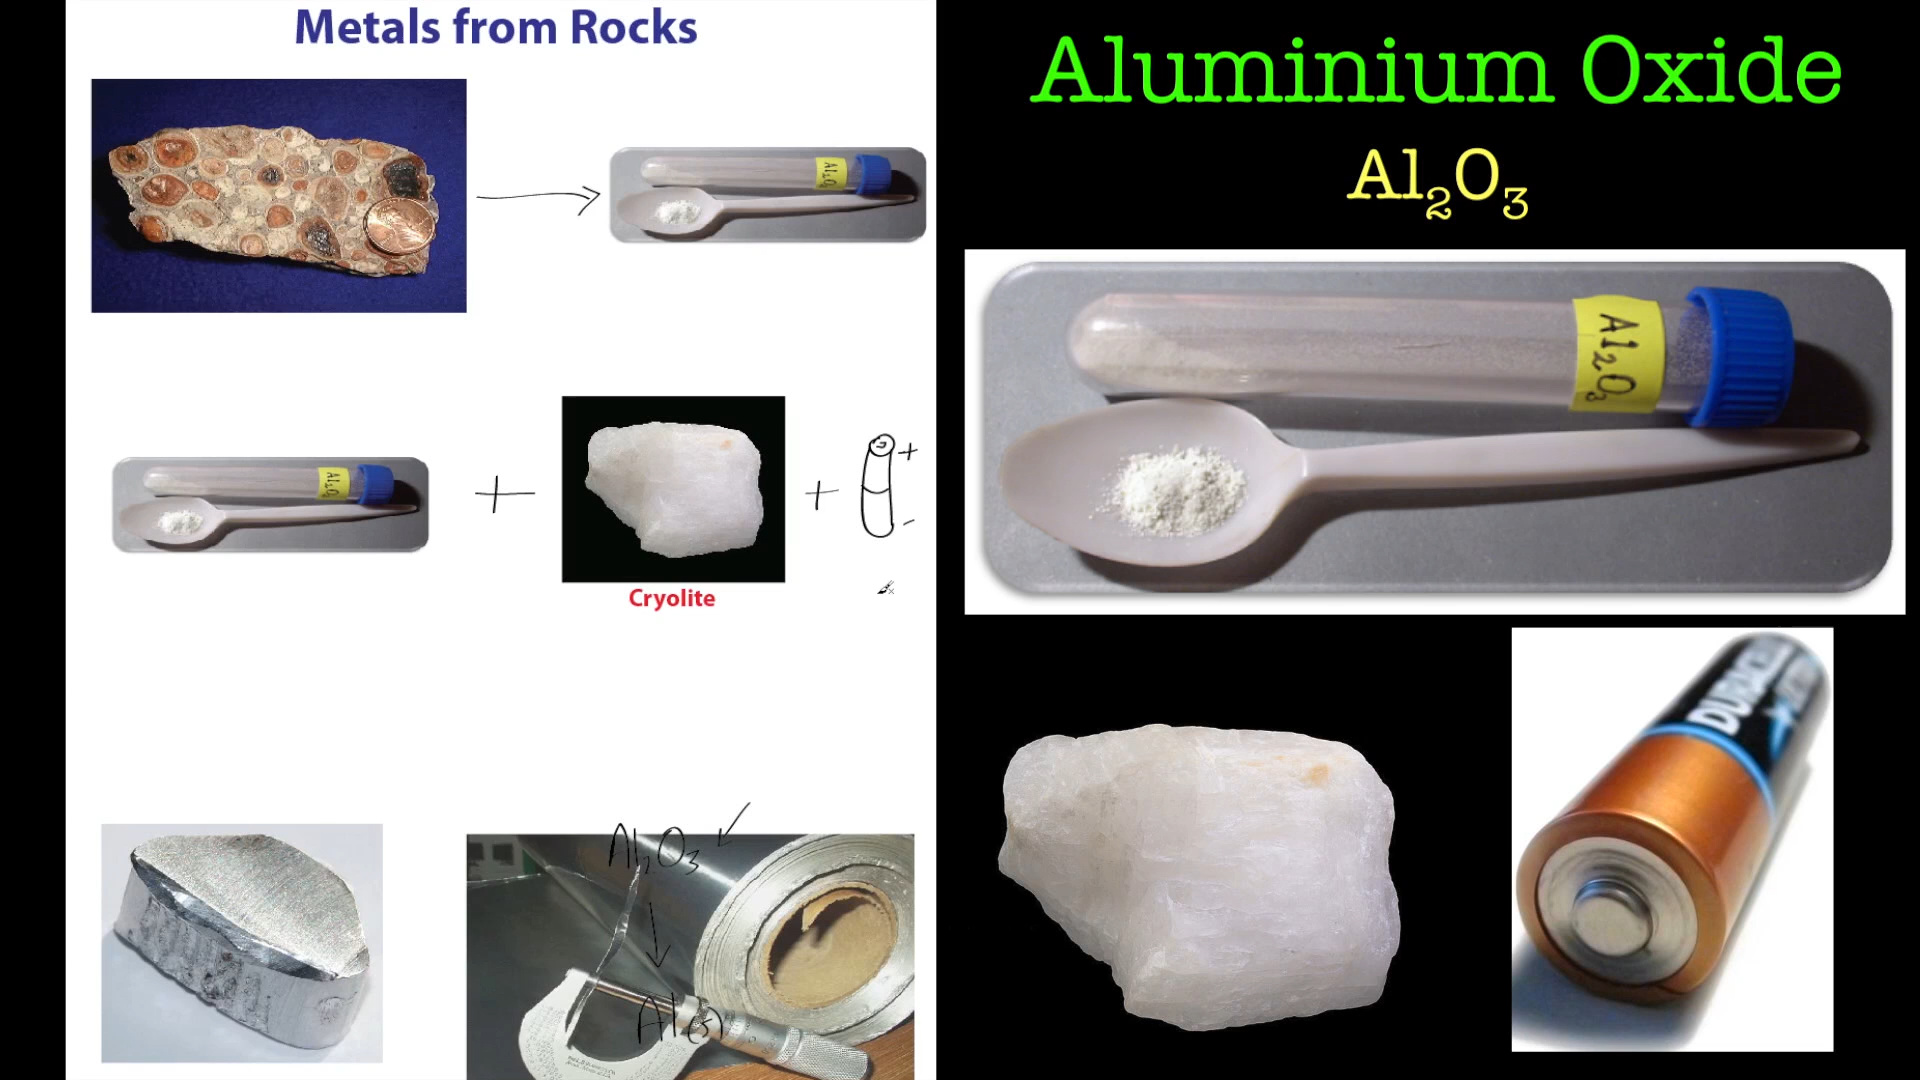 Metals from Rocks
Al₂O₃
Al₂O₃
+
+
+
-
Cryolite
Al₂O₃
Al(s)
Aluminium Oxide
Al₂O₃
Al₂O₃
DURACELL